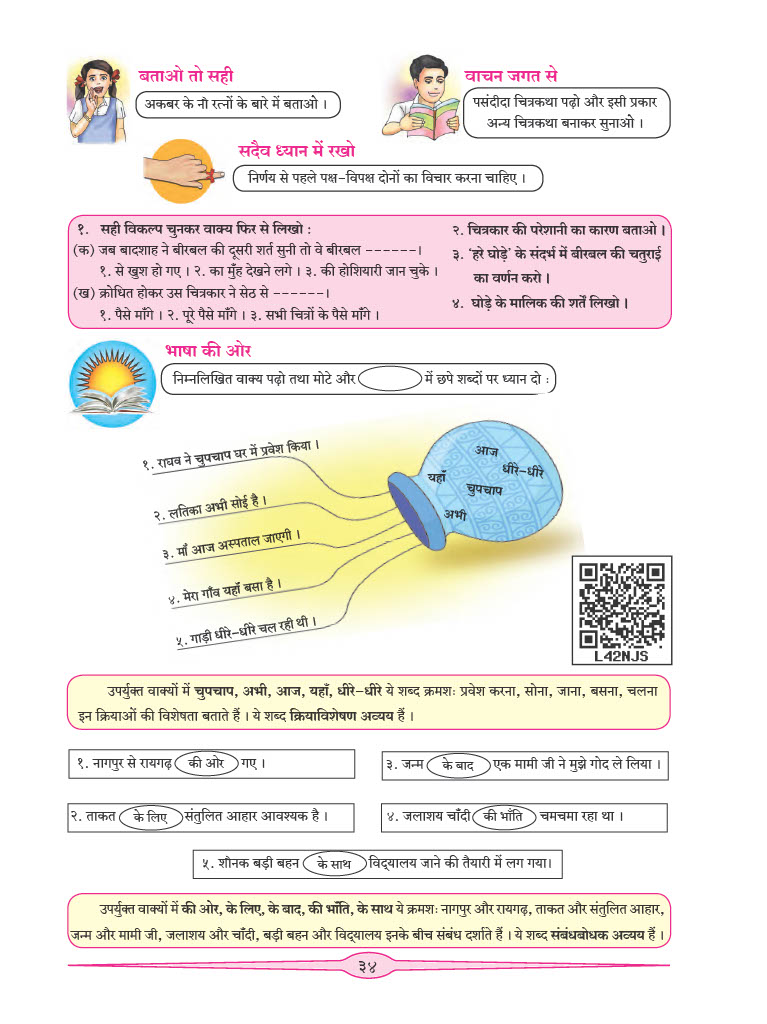 बताओ तो सही
अकबर के नौ रत्नों के बारे में बताओ ।
वाचन जगत से
पसंदीदा चित्रकथा पढ़ो और इसी प्रकार
अन्य चित्रकथा बनाकर सुनाओ ।
सदैव ध्यान में रखो
निर्णय से पहले पक्ष-विपक्ष दोनों का विचार करना चाहिए ।
१. सही विकल्प चुनकर वाक्य फिर से लिखो :
(क) जब बादशाह ने बीरबल की दूसरी शर्त सुनी तो वे बीरबल ------।
१. से खुश हो गए । २. का मुँह देखने लगे । ३. की होशियारी जान चुके ।
(ख) क्रोधित होकर उस चित्रकार ने सेठ से ------।
१. पैसे माँगे । २. पूरे पैसे माँगे । ३. सभी चित्रों के पैसे माँगे ।
२. चित्रकार की परेशानी का कारण बताओ ।
३. ‘हरे घोड़े’ के संदर्भ में बीरबल की चतुराई
का वर्णन करो ।
४. घोड़े के मालिक की शर्तें लिखो ।
भाषा की ओर
निम्नलिखित वाक्य पढ़ो तथा मोटे और में छपे शब्दों पर ध्यान दो :
१. राघव ने चुपचाप घर में प्रवेश किया ।
२. लतिका अभी सोई है ।
३. माँ आज अस्पताल जाएगी ।
४. मेरा गाँव यहाँ बसा है ।
५. गाड़ी धीरे-धीरे चल रही थी ।
आज
यहाँ
धीरे-धीरे
चुपचाप
अभी
L42NJS
उपर्युक्त वाक्यों में चुपचाप, अभी, आज, यहाँ, धीरे-धीरे ये शब्द क्रमशः प्रवेश करना, सोना, जाना, बसना, चलना
इन क्रियाओं की विशेषता बताते हैं । ये शब्द क्रियाविशेषण अव्यय हैं ।
१. नागपुर से रायगढ़ की ओर गए ।
३. जन्म के बाद एक मामी जी ने मुझे गोद ले लिया ।
२. ताकत के लिए संतुलित आहार आवश्यक है ।
४. जलाशय चाँदी की भाँति चमचमा रहा था ।
५. शौनक बड़ी बहन के साथ विद्‌यालय जाने की तैयारी में लग गया।
उपर्युक्त वाक्यों में की ओर, के लिए, के बाद, की भाँति, के साथ ये क्रमशः नागपुर और रायगढ़, ताकत और संतुलित आहार,
जन्म और मामी जी, जलाशय और चाँदी, बड़ी बहन और विद्‌यालय इनके बीच संबंध दर्शाते हैं । ये शब्द संबंधबोधक अव्यय हैं ।
३४